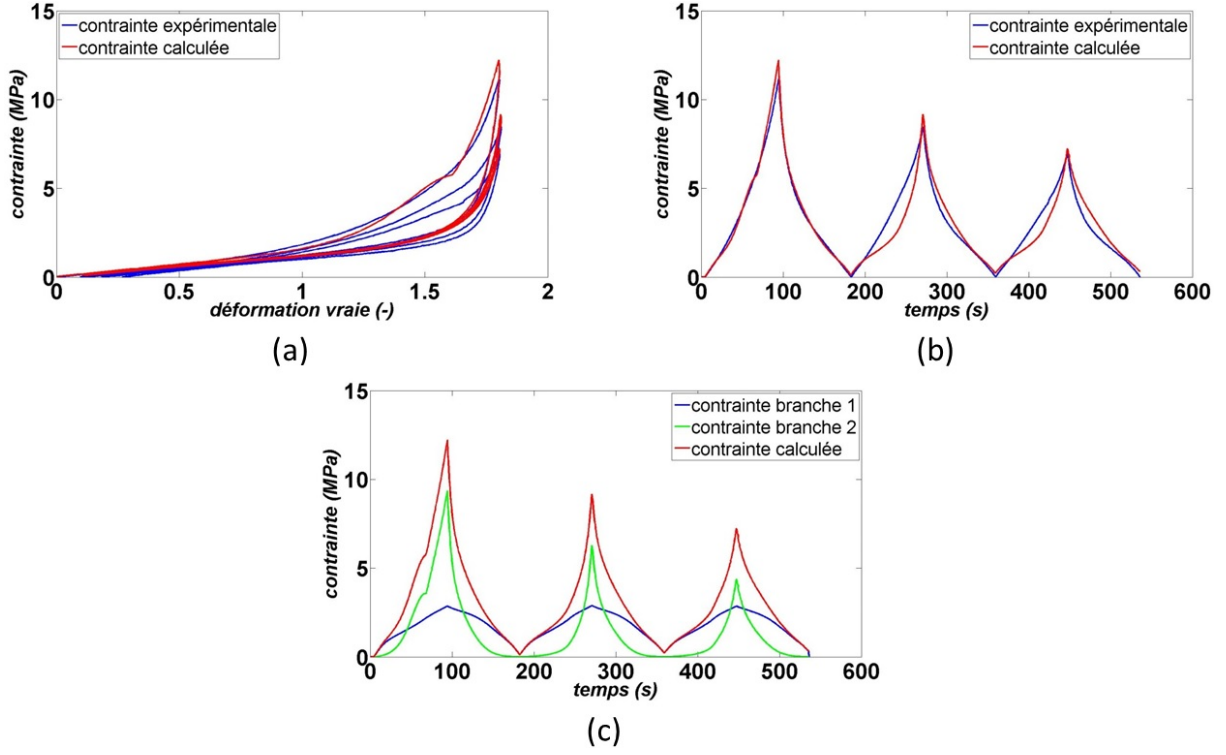 15
10
5
0
contrainte (MPa)
contrainte expérimentale
contrainte calculée
0
0.5
1
1.5
2
déformation vraie (-)
(a)
15
10
5
0
contrainte (MPa)
contrainte expérimentale
contrainte calculée
0
100
200
300
400
500
600
temps (s)
(b)
15
10
5
0
contrainte (MPa)
contrainte branche 1
contrainte branche 2
contrainte calculée
0
100
200
300
400
500
600
temps (s)
(c)